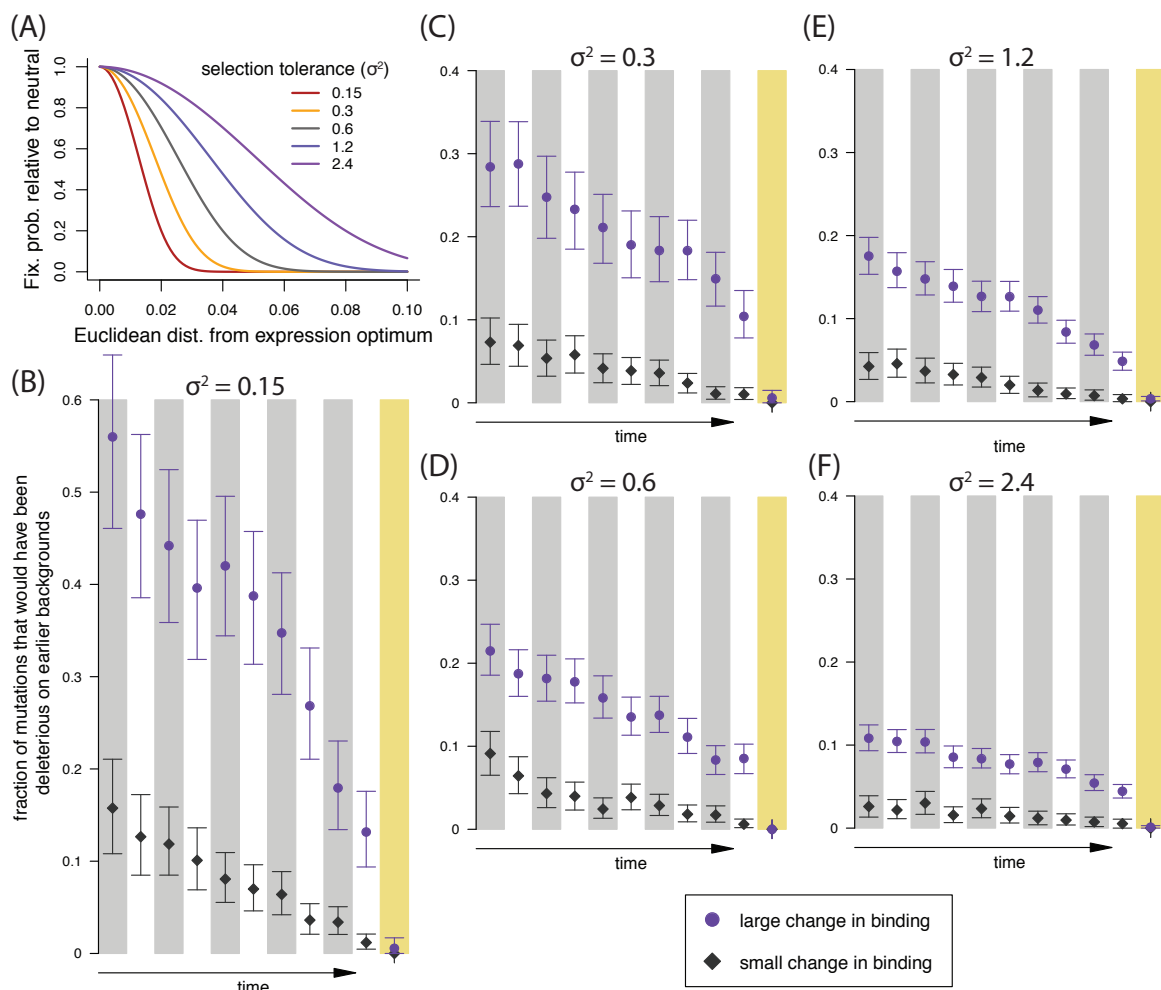 (A)
selection tolerance (σ²)
0.15
0.3
0.6
1.2
2.4
Fix. prob. relative to neutral
0.0
0.2
0.4
0.6
0.8
1.0
0.00
0.02
0.04
0.06
0.08
0.10
Euclidean dist. from expression optimum
(B)
σ² = 0.15
fraction of mutations that would have been
deleterious on earlier backgrounds
0.6
0.5
0.4
0.3
0.2
0.1
0
time
(C)
σ² = 0.3
0.4
0.3
0.2
0.1
0
time
(D)
σ² = 0.6
0.4
0.3
0.2
0.1
0
time
(E)
σ² = 1.2
0.4
0.3
0.2
0.1
0
time
(F)
σ² = 2.4
0.4
0.3
0.2
0.1
0
time
large change in binding
small change in binding